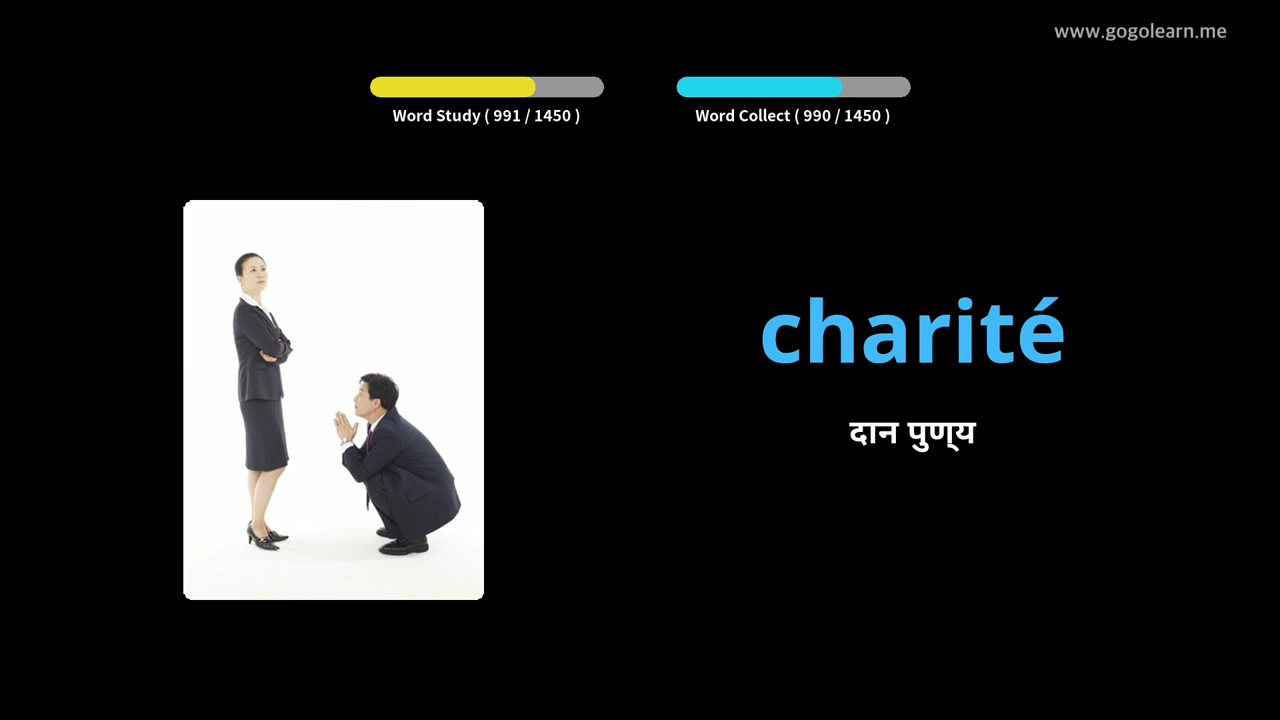 www.gogolearn.me
Word Study ( 991 / 1450 )
Word Collect ( 990 / 1450 )
charité
दान पुण्य